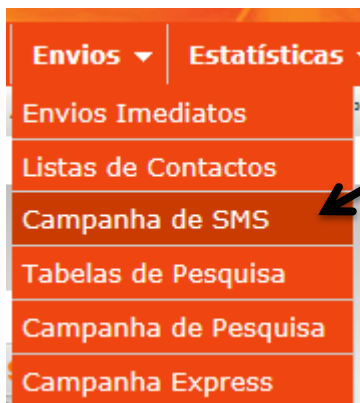 Envios Estatísticas
Envios Imediatos
Listas de Contactos
Campanha de SMS
Tabelas de Pesquisa
Campanha de Pesquisa
Campanha Express